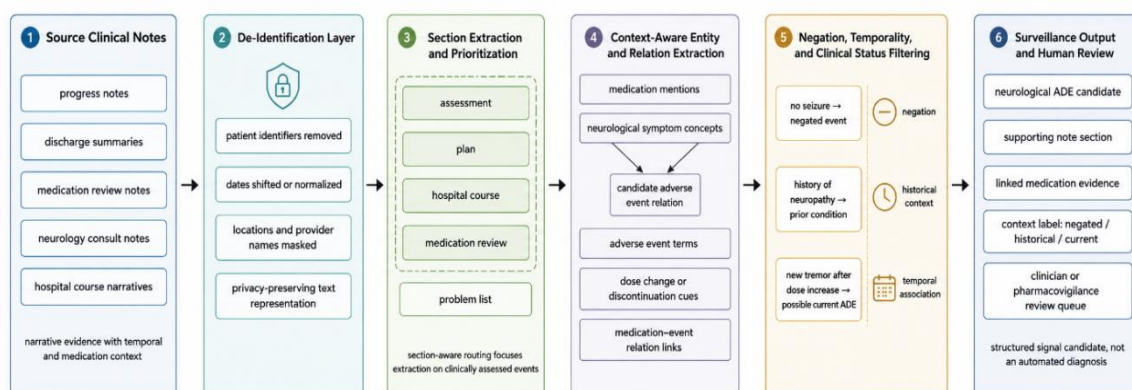 1 Source Clinical Notes
progress notes
discharge summaries
medication review notes
neurology consult notes
hospital course narratives
narrative evidence with temporal
and medication context
2 De-Identification Layer
patient identifiers removed
dates shifted or normalized
locations and provider
names masked
privacy-preserving text
representation
3 Section Extraction
and Prioritization
assessment
plan
hospital course
medication review
problem list
section-aware routing focuses
extraction on clinically assessed events
4 Context-Aware Entity
and Relation Extraction
medication mentions
neurological symptom concepts
candidate adverse
event relation
adverse event terms
dose change or
discontinuation cues
medication–event
relation links
5 Negation, Temporality, and
Clinical Status Filtering
no seizure →
negated event
negation
history of
neuropathy →
prior condition
historical
context
new tremor after
dose increase →
possible current ADE
temporal
association
6 Surveillance Output
and Human Review
neurological ADE candidate
supporting note section
linked medication evidence
context label: negated /
historical / current
clinician or
pharmacovigilance
review queue
structured signal candidate, not
an automated diagnosis